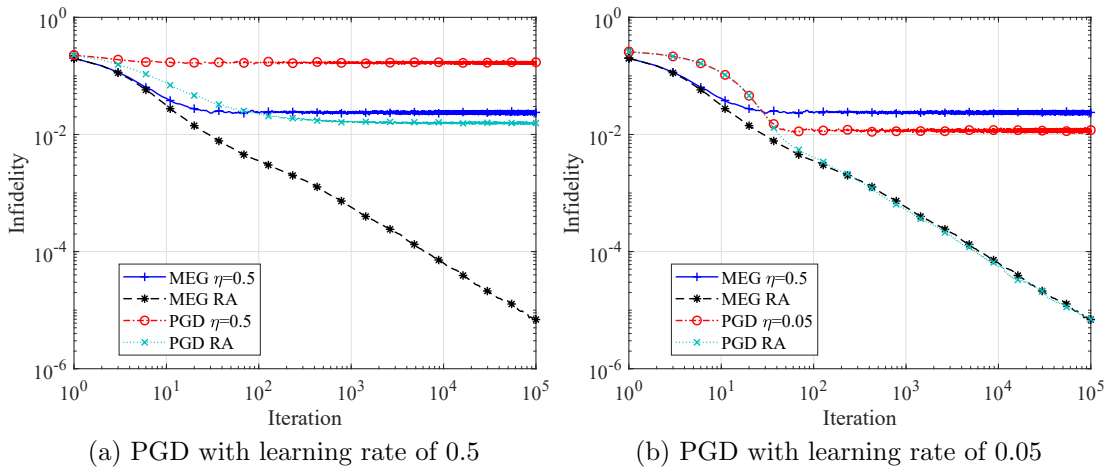 10^0
10^-2
10^-4
10^-6
Infidelity
MEG η=0.5
MEG RA
PGD η=0.5
PGD RA
10^0 10^1 10^2 10^3 10^4 10^5
Iteration
(a) PGD with learning rate of 0.5
10^0
10^-2
10^-4
10^-6
Infidelity
MEG η=0.5
MEG RA
PGD η=0.05
PGD RA
10^0 10^1 10^2 10^3 10^4 10^5
Iteration
(b) PGD with learning rate of 0.05